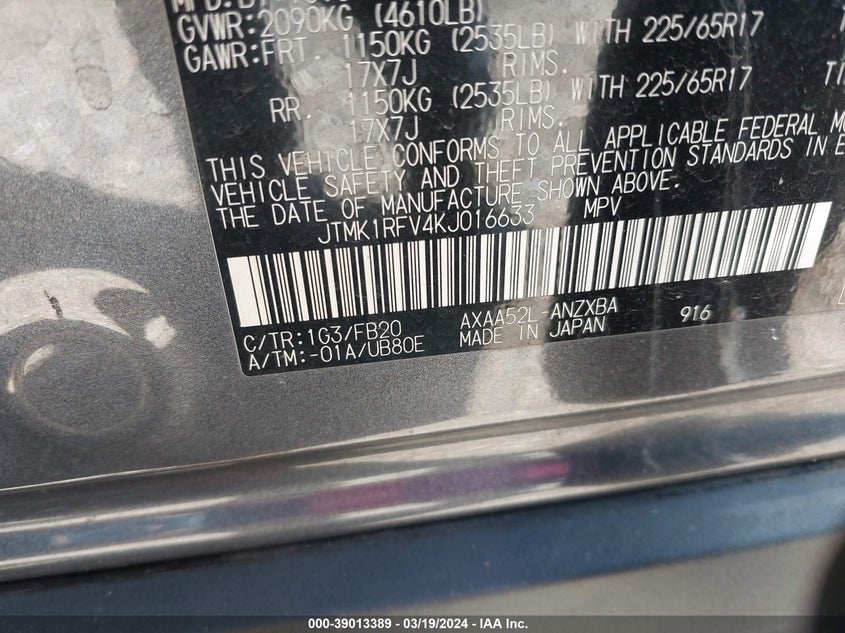 GVWR:2090KG (4610LB)
GAWR:FRT. 1150KG (2535LB) WITH 225/65R17
17X7J RIMS.
RR. 1150KG (2535LB) WITH 225/65R17
17X7J RIMS.
THIS VEHICLE CONFORMS TO ALL APPLICABLE FEDERAL
VEHICLE SAFETY AND THEFT PREVENTION STANDARDS IN
THE DATE OF MANUFACTURE SHOWN ABOVE.
JTMK1RFV4KJ016633 MPV
C/TR:1G3/FB20 AXAA52L-ANZXBA 916
A/TM:-01A/UB80E MADE IN JAPAN
000-39013389 - 03/19/2024 - IAA Inc.